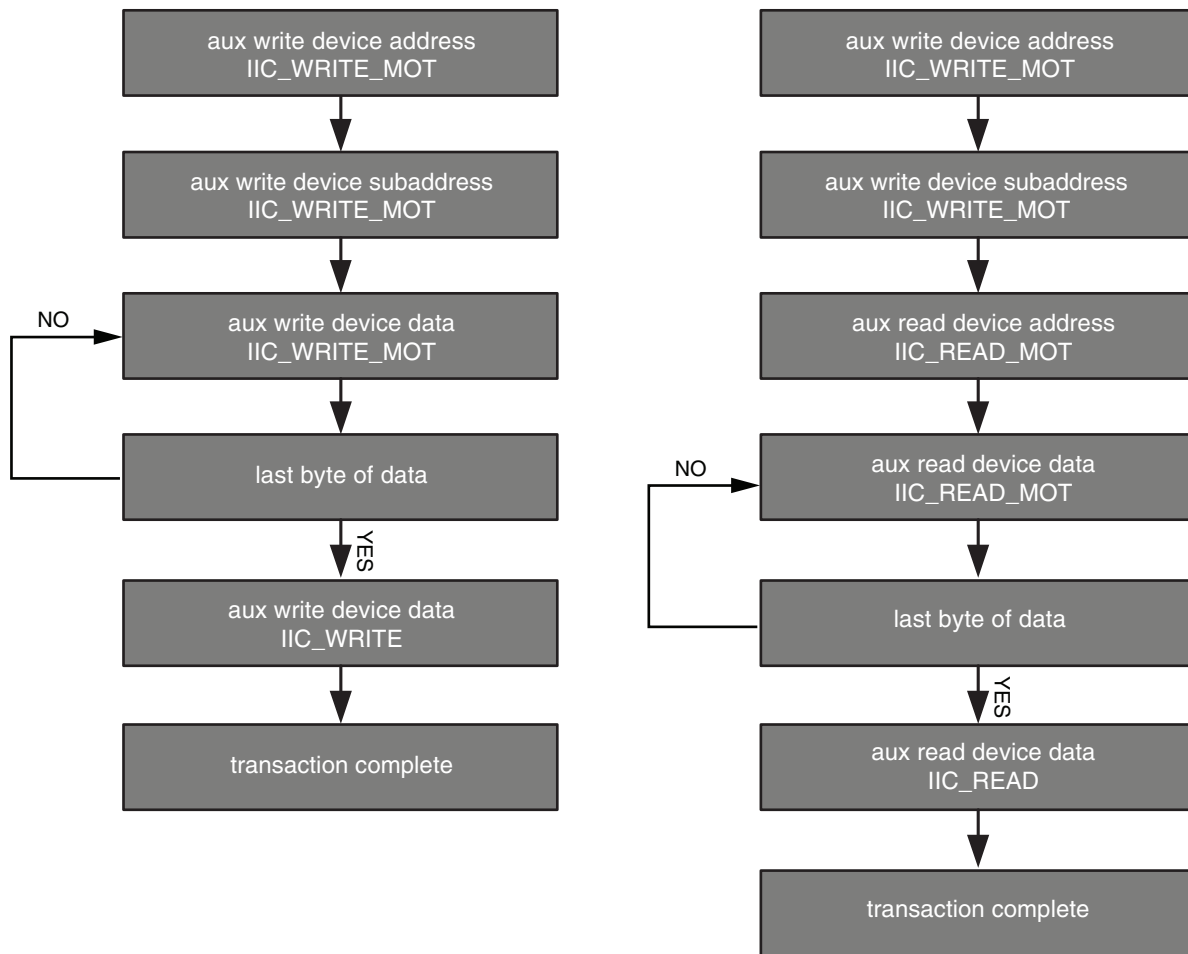 aux write device address
IIC_WRITE_MOT
aux write device subaddress
IIC_WRITE_MOT
NO
aux write device data
IIC_WRITE_MOT
last byte of data
YES
aux write device data
IIC_WRITE
transaction complete
aux write device address
IIC_WRITE_MOT
aux write device subaddress
IIC_WRITE_MOT
aux read device address
IIC_READ_MOT
NO
aux read device data
IIC_READ_MOT
last byte of data
YES
aux read device data
IIC_READ
transaction complete